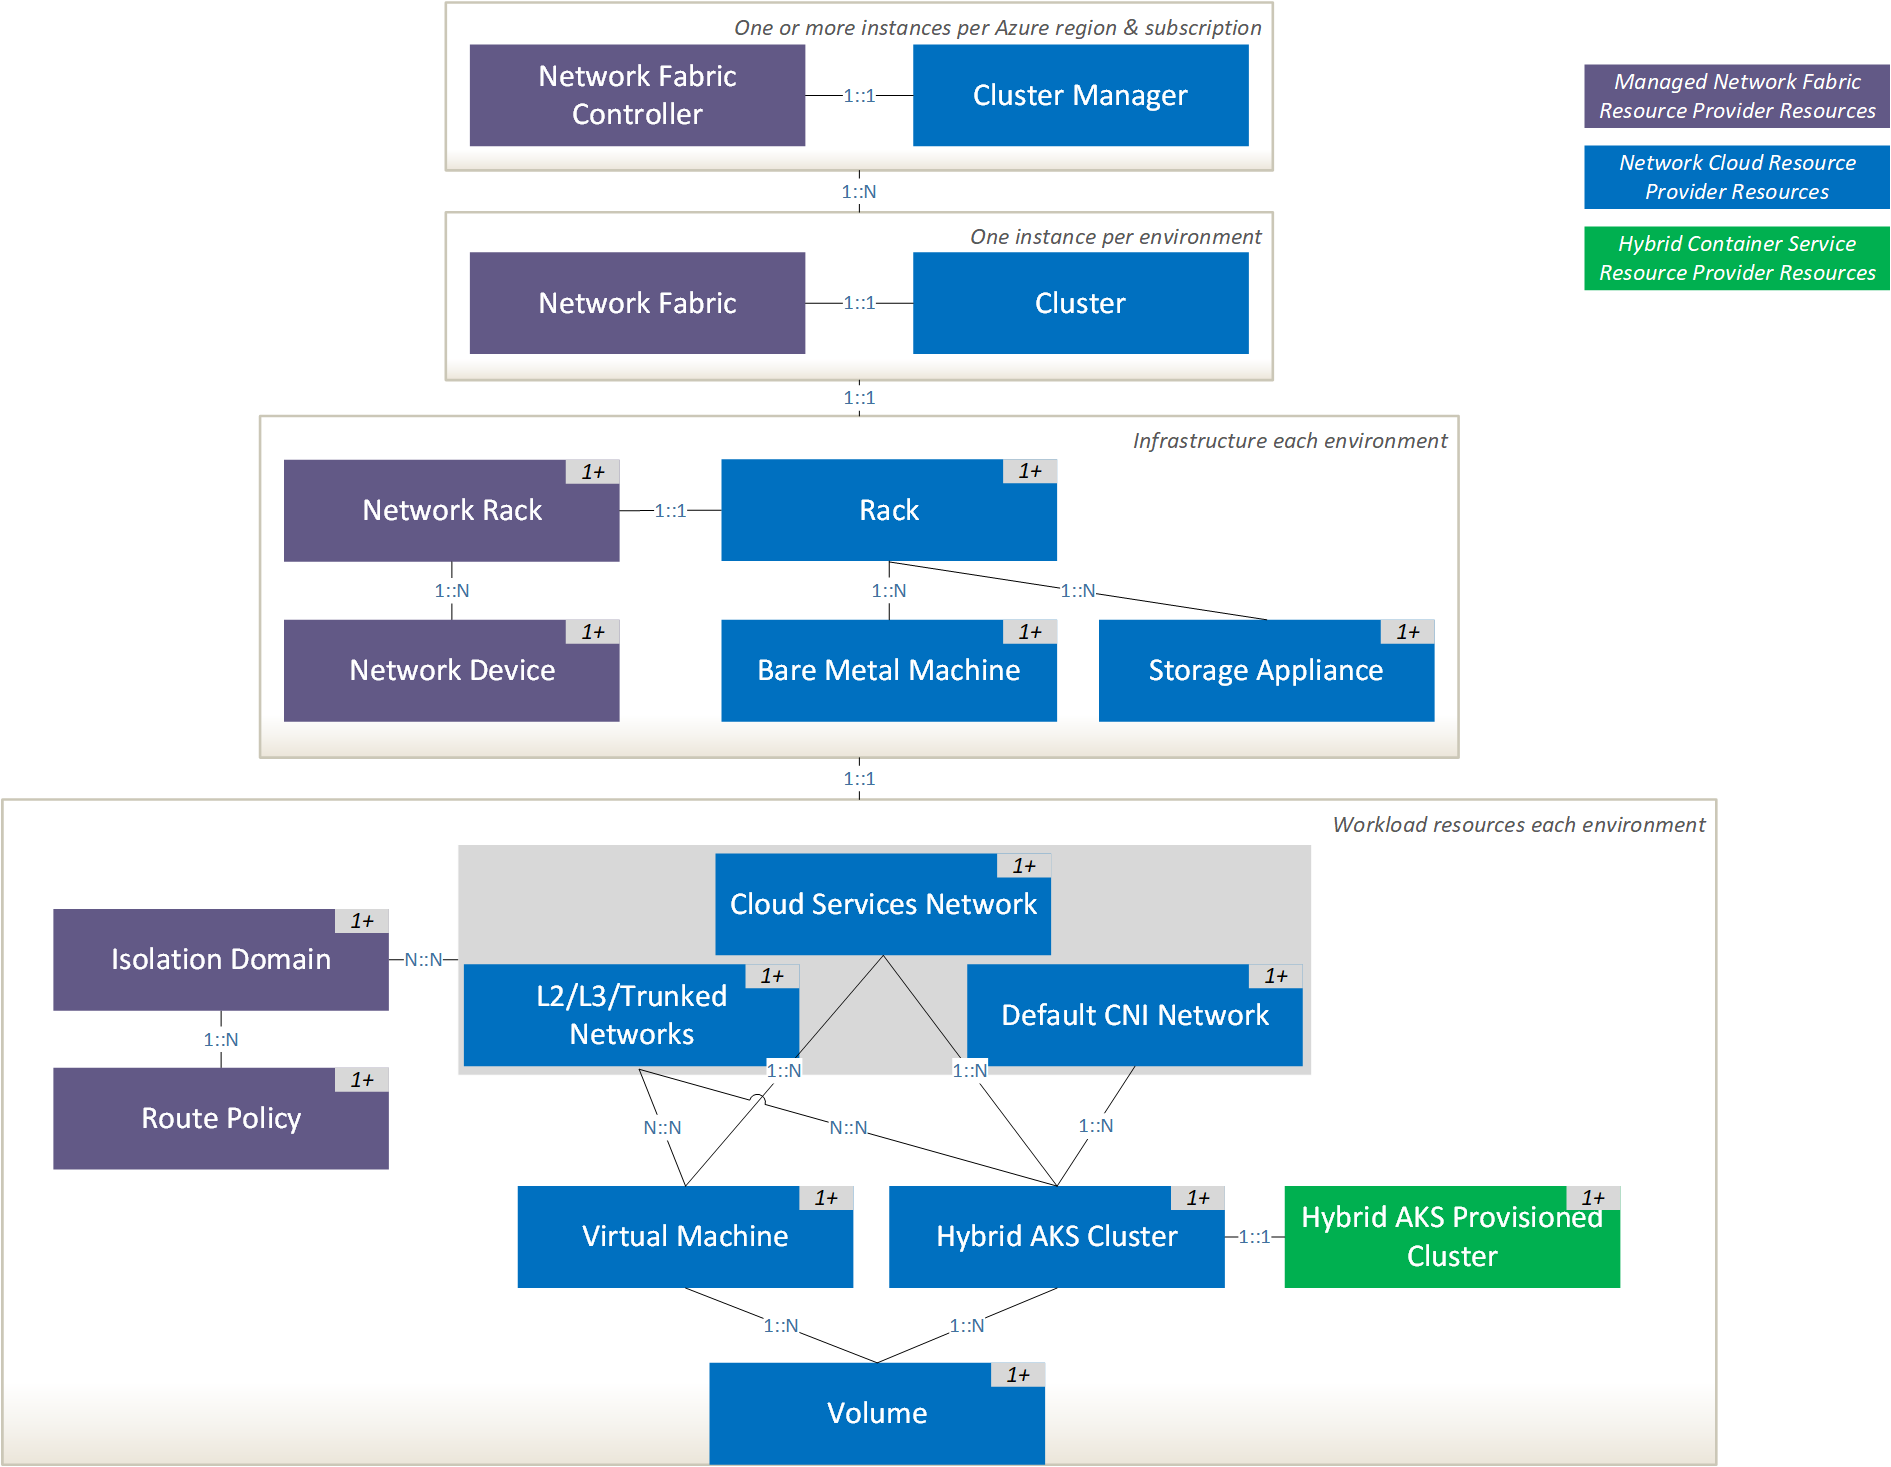 One or more instances per Azure region & subscription
Network Fabric
Controller
1::1
Cluster Manager
Managed Network Fabric
Resource Provider Resources
Network Cloud Resource
Provider Resources
Hybrid Container Service
Resource Provider Resources
1::N
One instance per environment
Network Fabric
1::1
Cluster
1::1
Infrastructure each environment
1+
Network Rack
1::1
1+
Rack
1::N
1::N
1::N
1+
Network Device
1+
Bare Metal Machine
1+
Storage Appliance
1::1
Workload resources each environment
1+
Cloud Services Network
1+
Isolation Domain
N::N
1+
L2/L3/Trunked
Networks
1+
Default CNI Network
1::N
1::N
1::N
1+
Route Policy
N::N
N::N
1::N
1+
Virtual Machine
1+
Hybrid AKS Cluster
1::1
1+
Hybrid AKS Provisioned
Cluster
1::N
1::N
1+
Volume